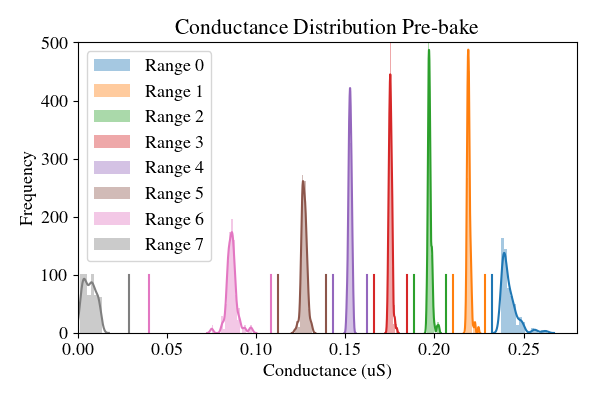 Conductance Distribution Pre-bake
Frequency
500
400
300
200
100
0
Range 0
Range 1
Range 2
Range 3
Range 4
Range 5
Range 6
Range 7
0.00 0.05 0.10 0.15 0.20 0.25
Conductance (uS)